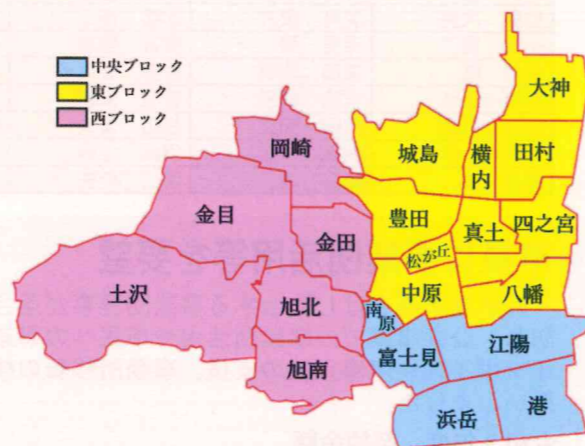 中央ブロック
東ブロック
西ブロック
大神
岡崎
城島
横内
田村
金目
金田
豊田
真土
四之宮
松が丘
土沢
旭北
中原
八幡
南原
旭南
富士見
江陽
浜岳
港